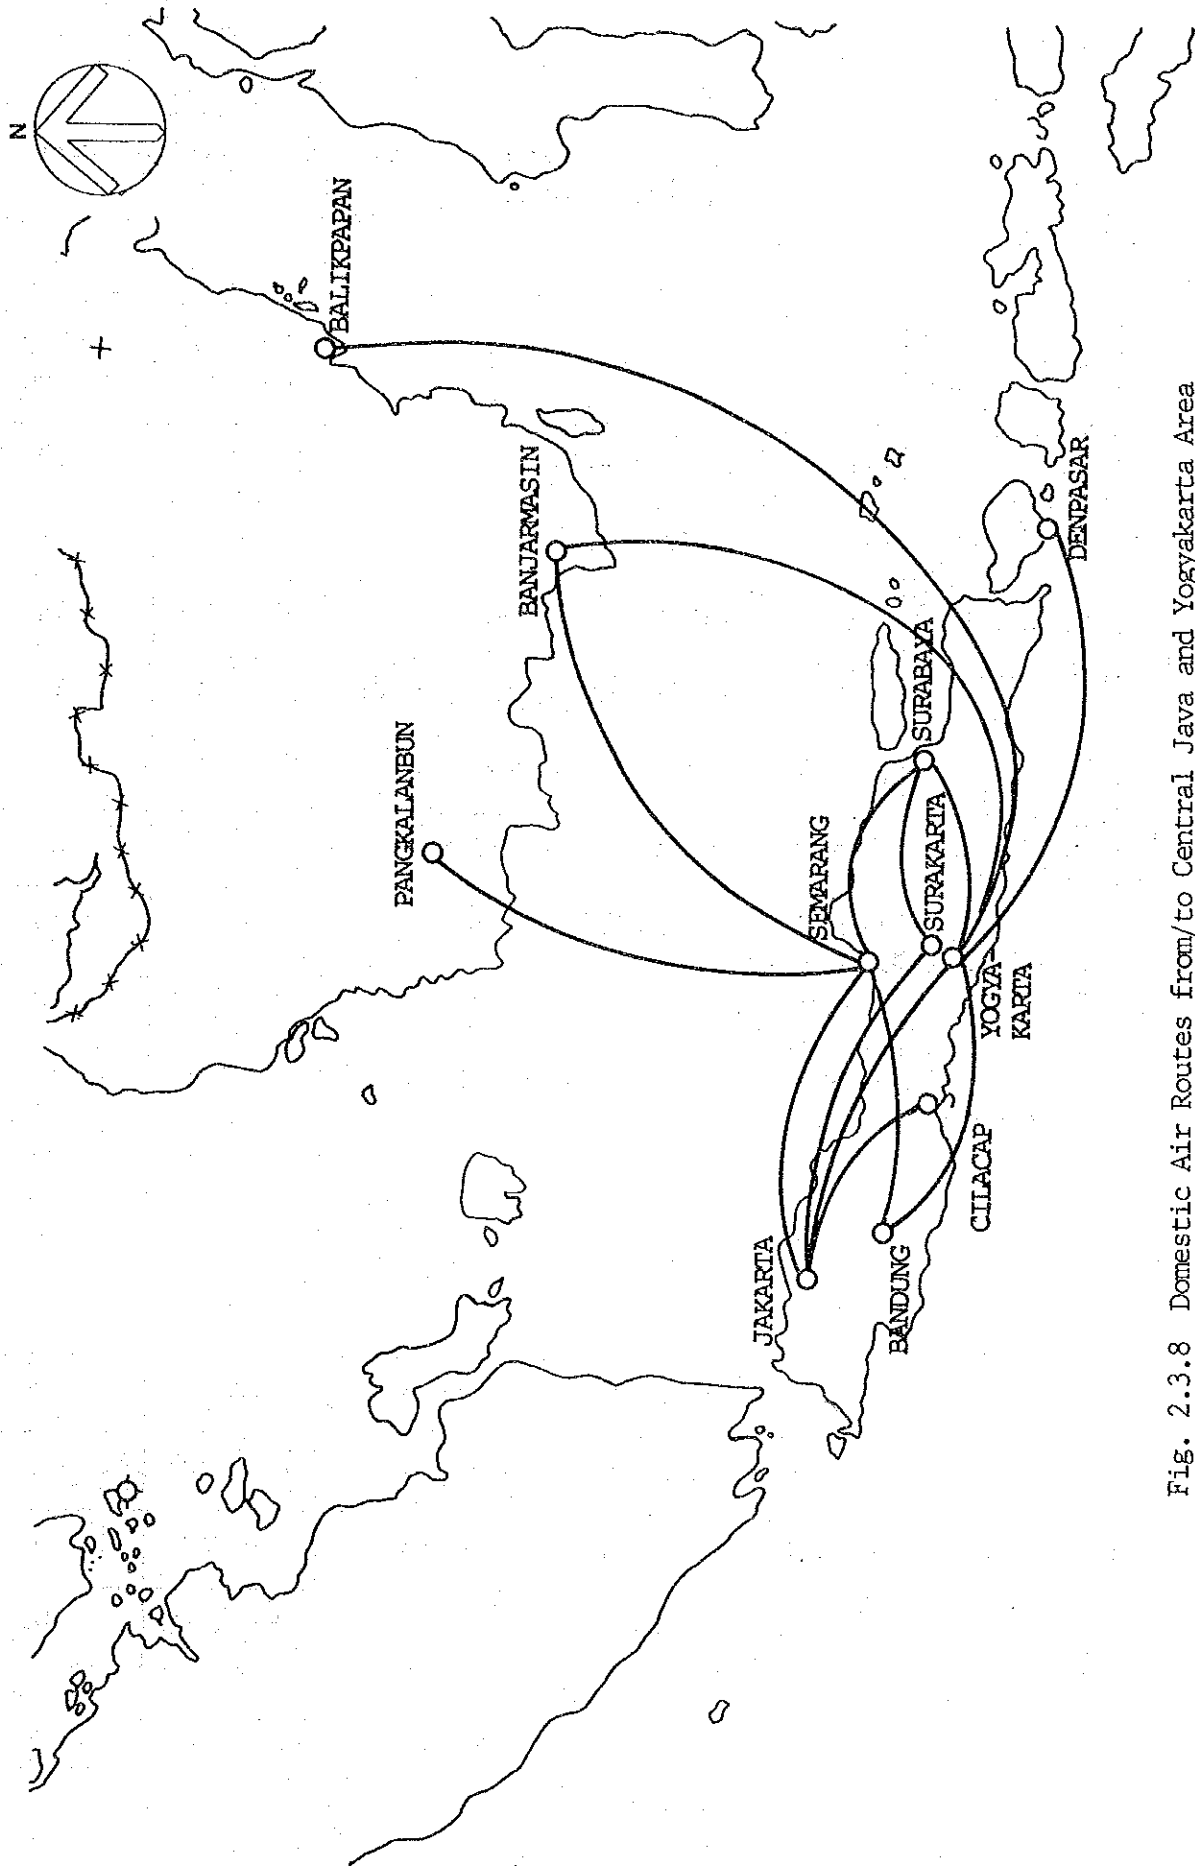 N
BALIKPAPAN
BANJARMASIN
PANGKALANBUN
SEMARANG
SURABAYA
SURAKARTA
DENPASAR
JAKARTA
YOGYA-
KARTA
BANDUNG
CILACAP
Fig. 2.3.8 Domestic Air Routes from/to Central Java and Yogyakarta Area